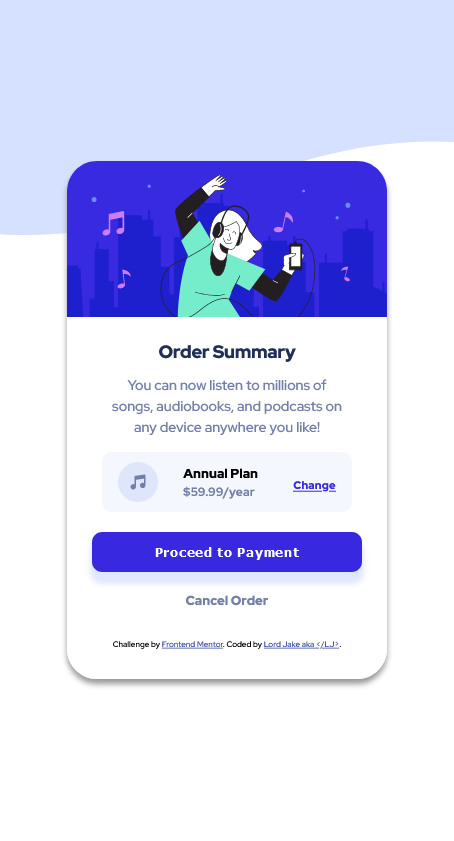 Order Summary
You can now listen to millions of
songs, audiobooks, and podcasts on
any device anywhere you like!
Annual Plan
$59.99/year
Change
Proceed to Payment
Cancel Order
Challenge by Frontend Mentor. Coded by Lord Jake aka </LJ>.